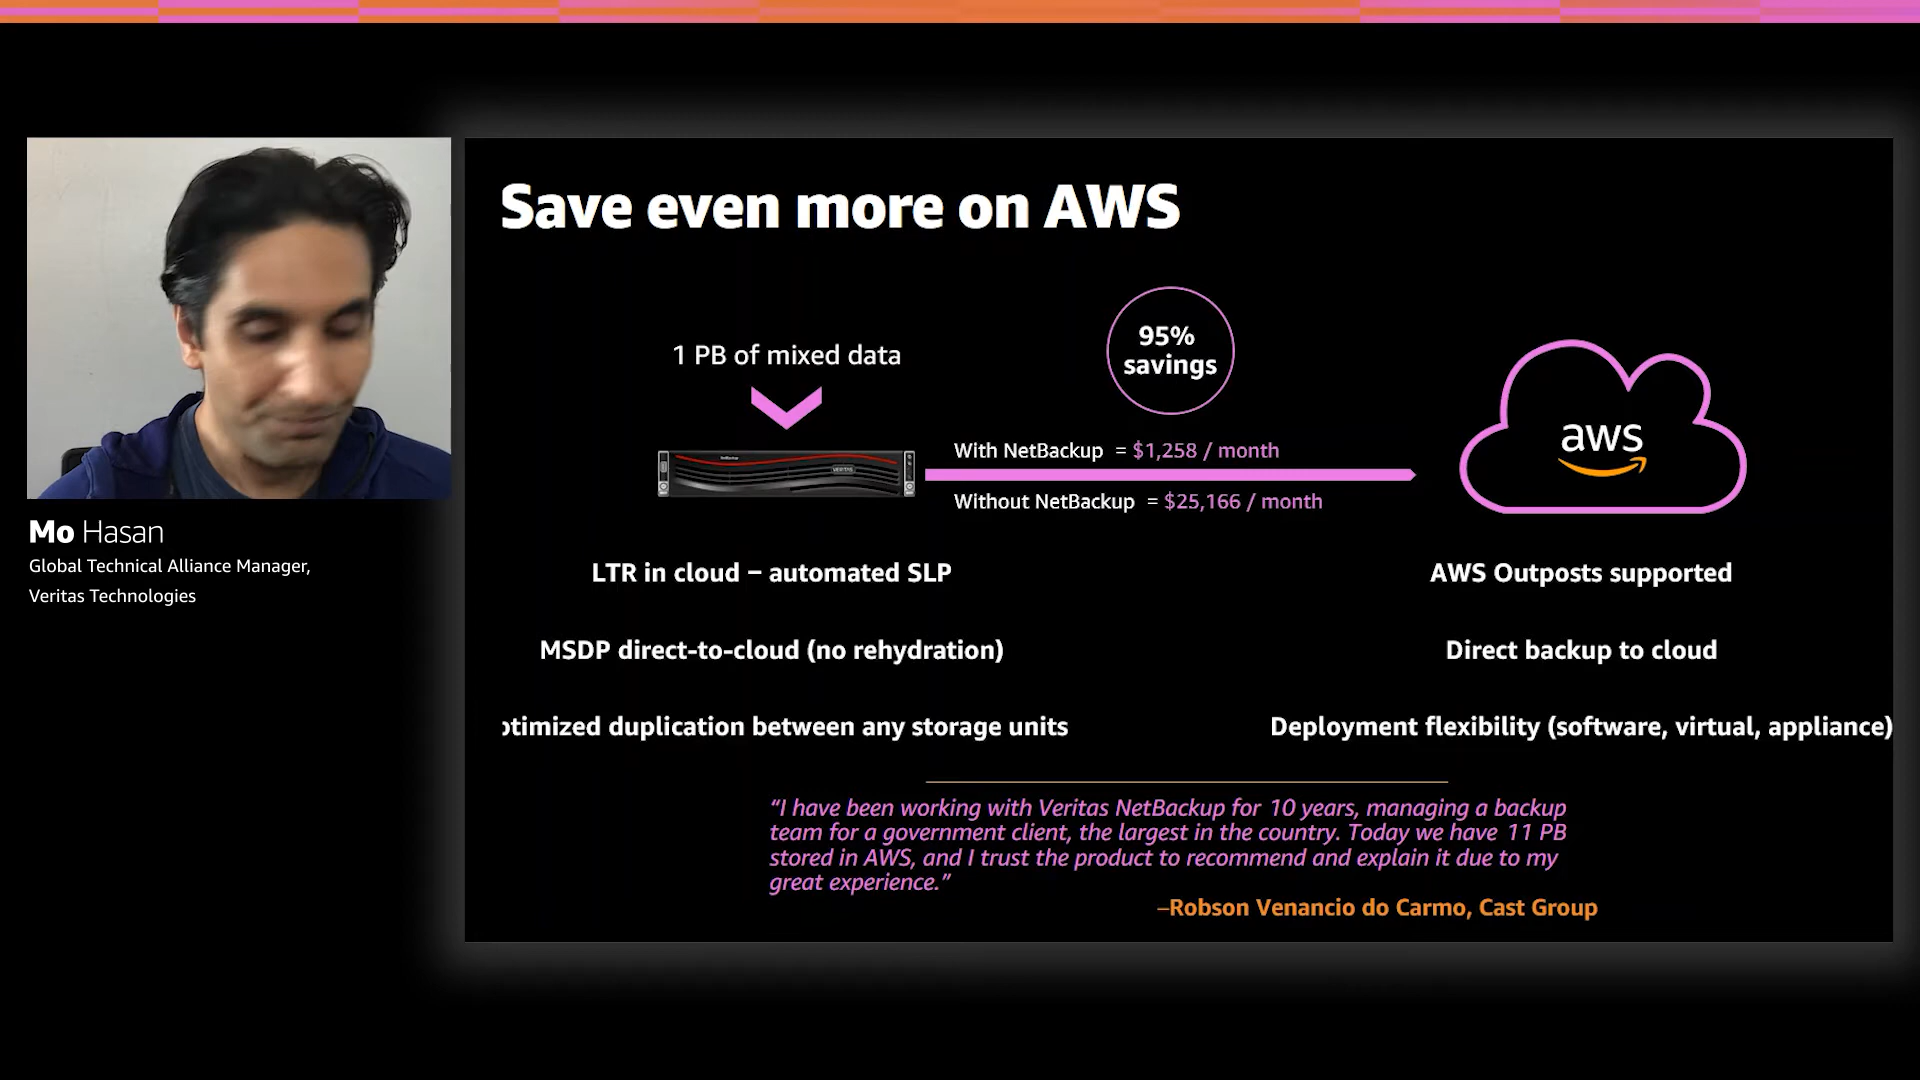 Save even more on AWS
95%
savings
1 PB of mixed data
With NetBackup = $1,258 / month
aws
Without NetBackup = $25,166 / month
Mo Hasan
Global Technical Alliance Manager,
Veritas Technologies
LTR in cloud – automated SLP
AWS Outposts supported
MSDP direct-to-cloud (no rehydration)
Direct backup to cloud
ptimized duplication between any storage units
Deployment flexibility (software, virtual, appliance)
“I have been working with Veritas NetBackup for 10 years, managing a backup
team for a government client, the largest in the country. Today we have 11 PB
stored in AWS, and I trust the product to recommend and explain it due to my
great experience.”
–Robson Venancio do Carmo, Cast Group